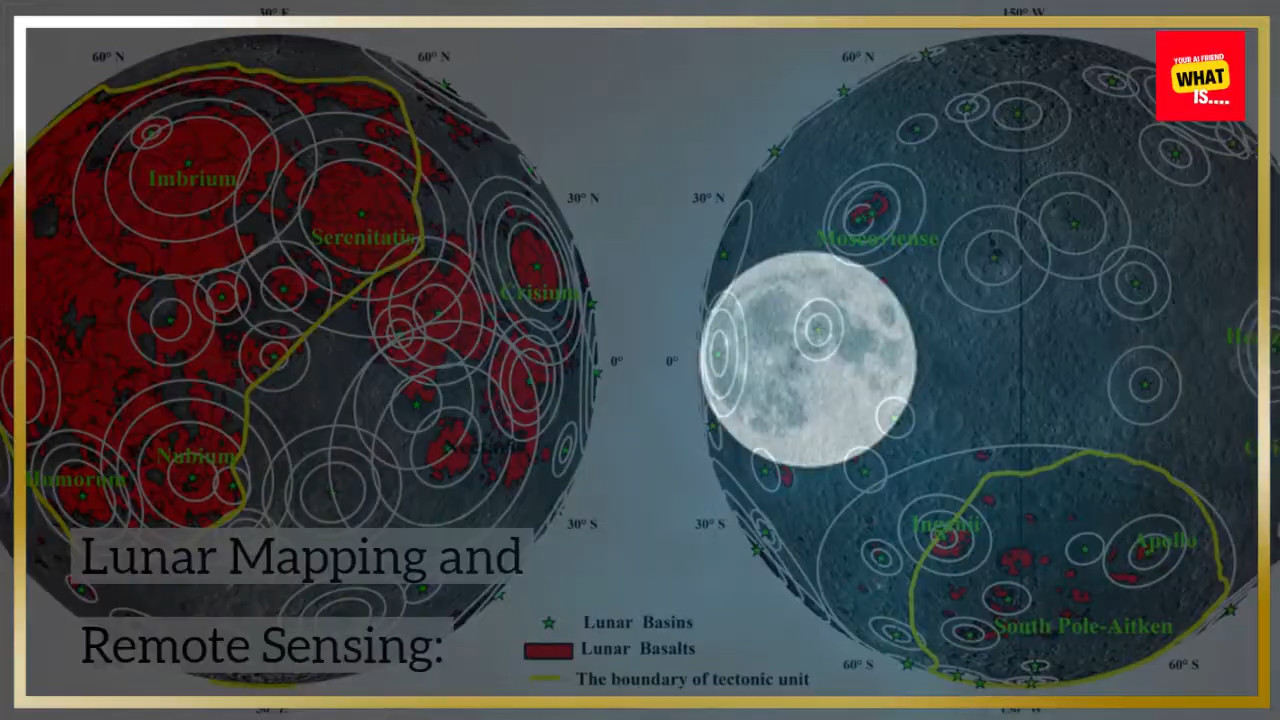 30° E
150° W
60° N
60° N
60° N
YOUR AI FRIEND
WHAT
IS....
Imbrium
30° N
30° N
Serenitatis
Moscoviense
Crisium
0°
0°
Nubium
Humorum
30° S
30° S
Ingenii
Apollo
Lunar Mapping and
Remote Sensing:
Lunar Basins
South Pole-Aitken
Lunar Basalts
60° S
60° S
The boundary of tectonic unit